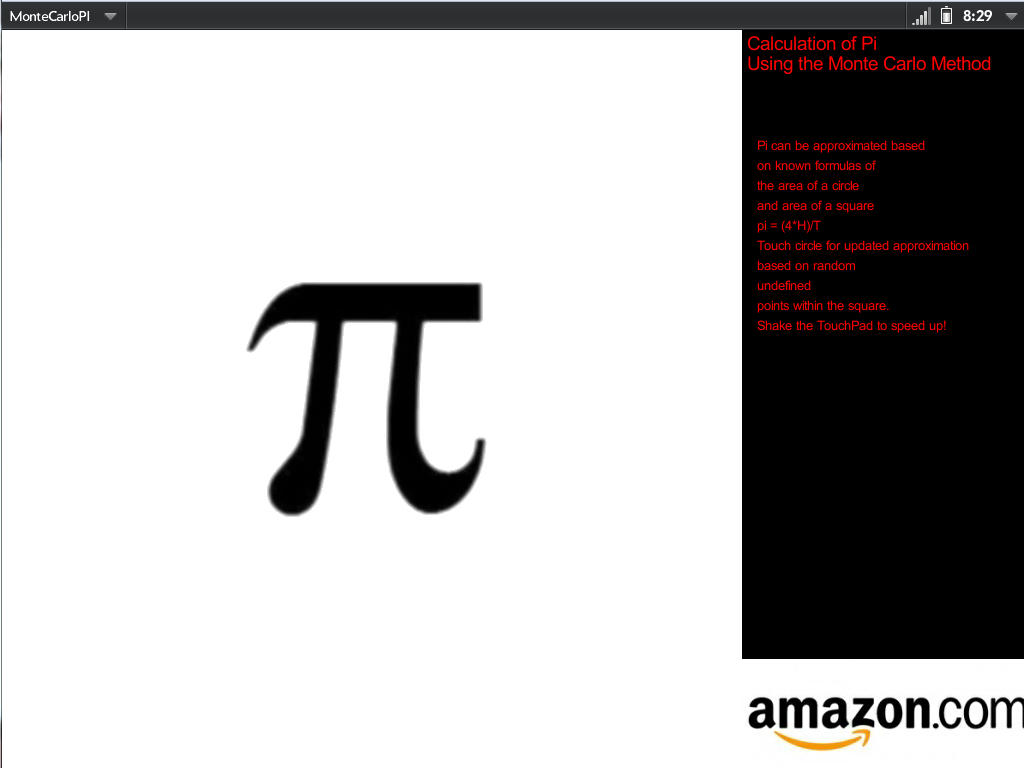 MonteCarloPI
8:29
Calculation of Pi
Using the Monte Carlo Method
Pi can be approximated based
on known formulas of
the area of a circle
and area of a square
pi = (4*H)/T
Touch circle for updated approximation
based on random
undefined
points within the square.
Shake the TouchPad to speed up!
π
amazon.com